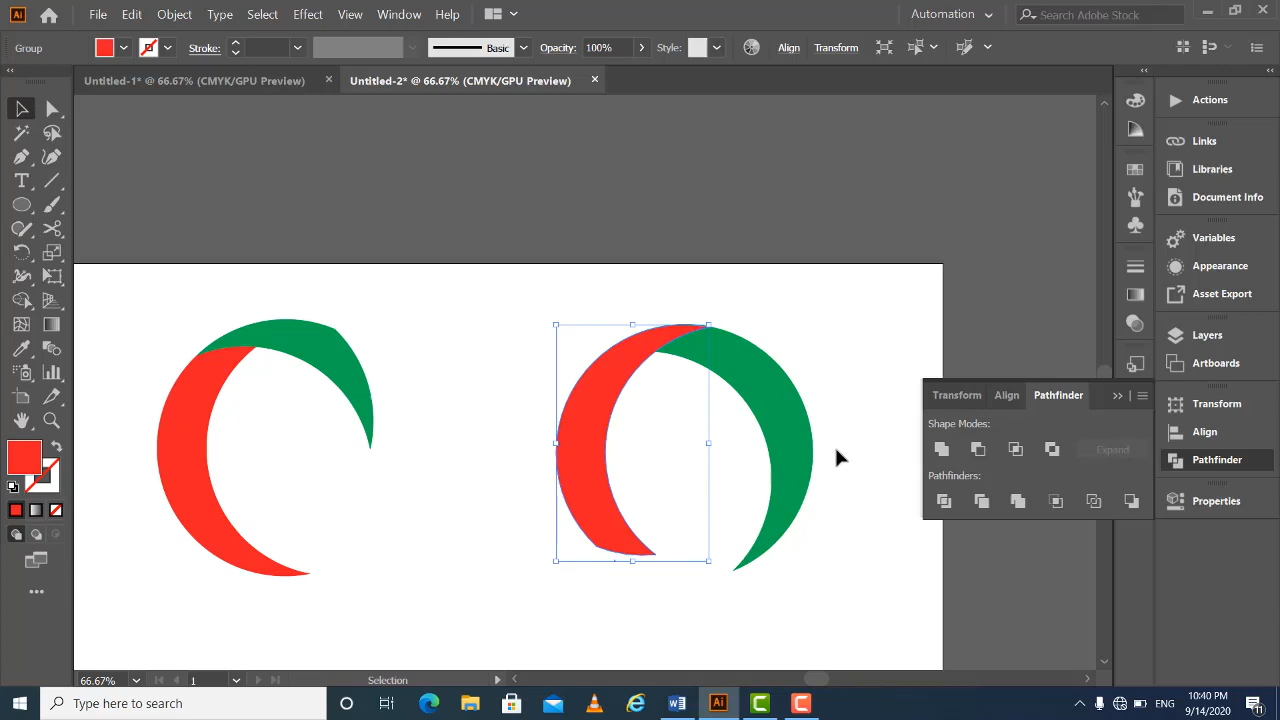 Ai File Edit Object Type Select Effect View Window Help Automation Search Adobe Stock
Group Stroke: Basic Opacity: 100% Style: Align Transform
Untitled-1* @ 66.67% (CMYK/GPU Preview) Untitled-2* @ 66.67% (CMYK/GPU Preview)
Actions
Links
Libraries
Document Info
Variables
Appearance
Asset Export
Layers
Artboards
Transform
Align
Pathfinder
Properties
Transform Align Pathfinder
Shape Modes:
Expand
Pathfinders:
66.67% 1 Selection
Type here to search Ai ENG 10:40 PM
9/14/2020